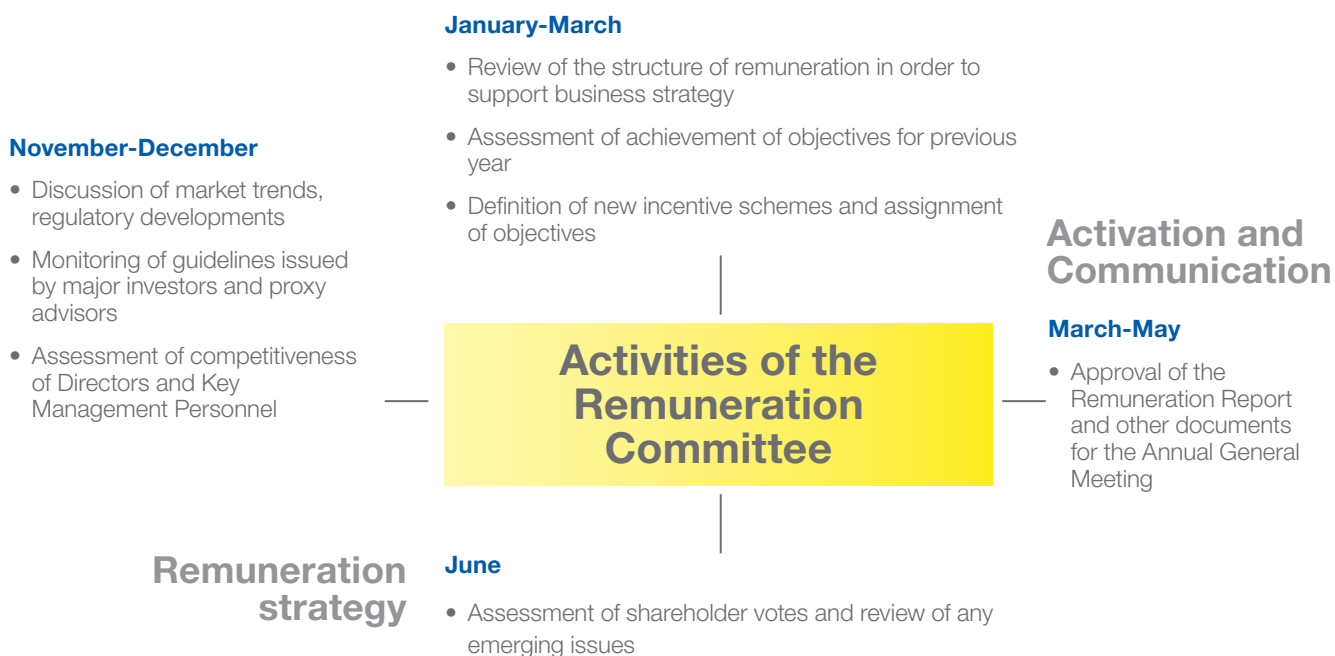 January-March
• Review of the structure of remuneration in order to
support business strategy
• Assessment of achievement of objectives for previous
year
• Definition of new incentive schemes and assignment
of objectives
November-December
• Discussion of market trends,
regulatory developments
• Monitoring of guidelines issued
by major investors and proxy
advisors
• Assessment of competitiveness
of Directors and Key
Management Personnel
Activities of the
Remuneration
Committee
Activation and
Communication
March-May
• Approval of the
Remuneration Report
and other documents
for the Annual General
Meeting
Remuneration
strategy
June
• Assessment of shareholder votes and review of any
emerging issues